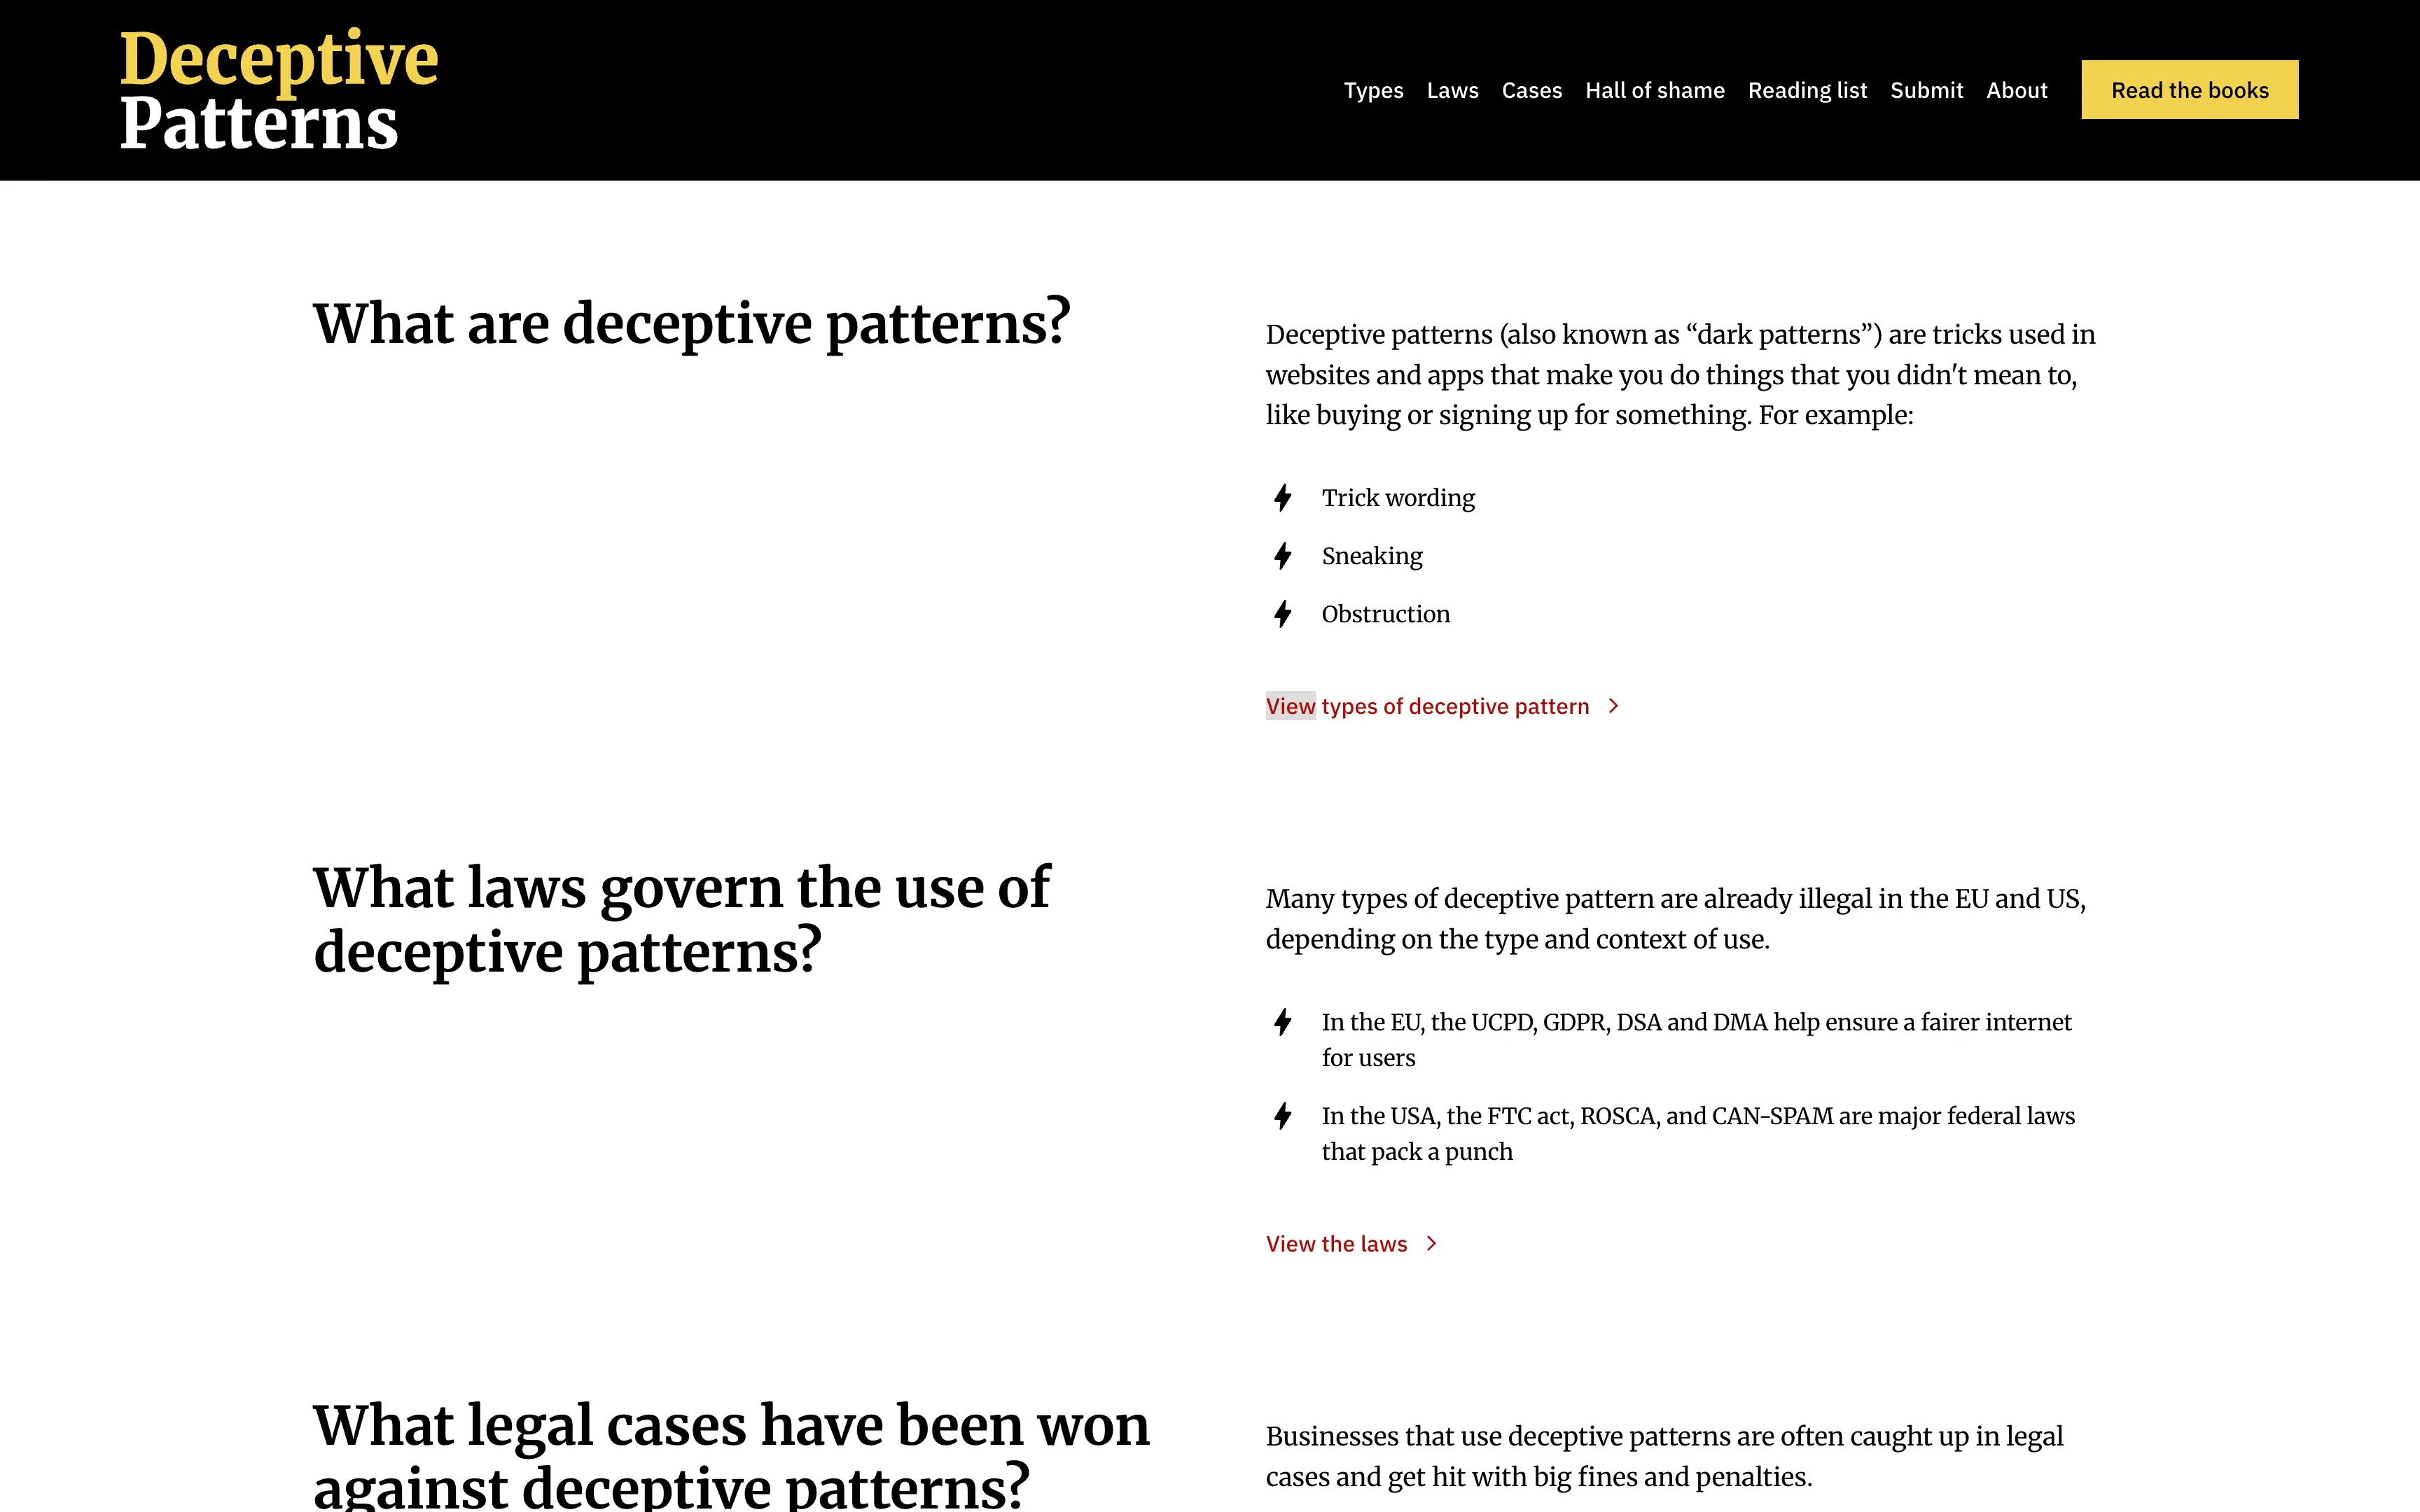 Deceptive
Patterns
Types Laws Cases Hall of shame Reading list Submit About Read the books
What are deceptive patterns?
Deceptive patterns (also known as “dark patterns”) are tricks used in
websites and apps that make you do things that you didn't mean to,
like buying or signing up for something. For example:
Trick wording
Sneaking
Obstruction
View types of deceptive pattern
What laws govern the use of
deceptive patterns?
Many types of deceptive pattern are already illegal in the EU and US,
depending on the type and context of use.
In the EU, the UCPD, GDPR, DSA and DMA help ensure a fairer internet
for users
In the USA, the FTC act, ROSCA, and CAN-SPAM are major federal laws
that pack a punch
View the laws
What legal cases have been won
against deceptive patterns?
Businesses that use deceptive patterns are often caught up in legal
cases and get hit with big fines and penalties.